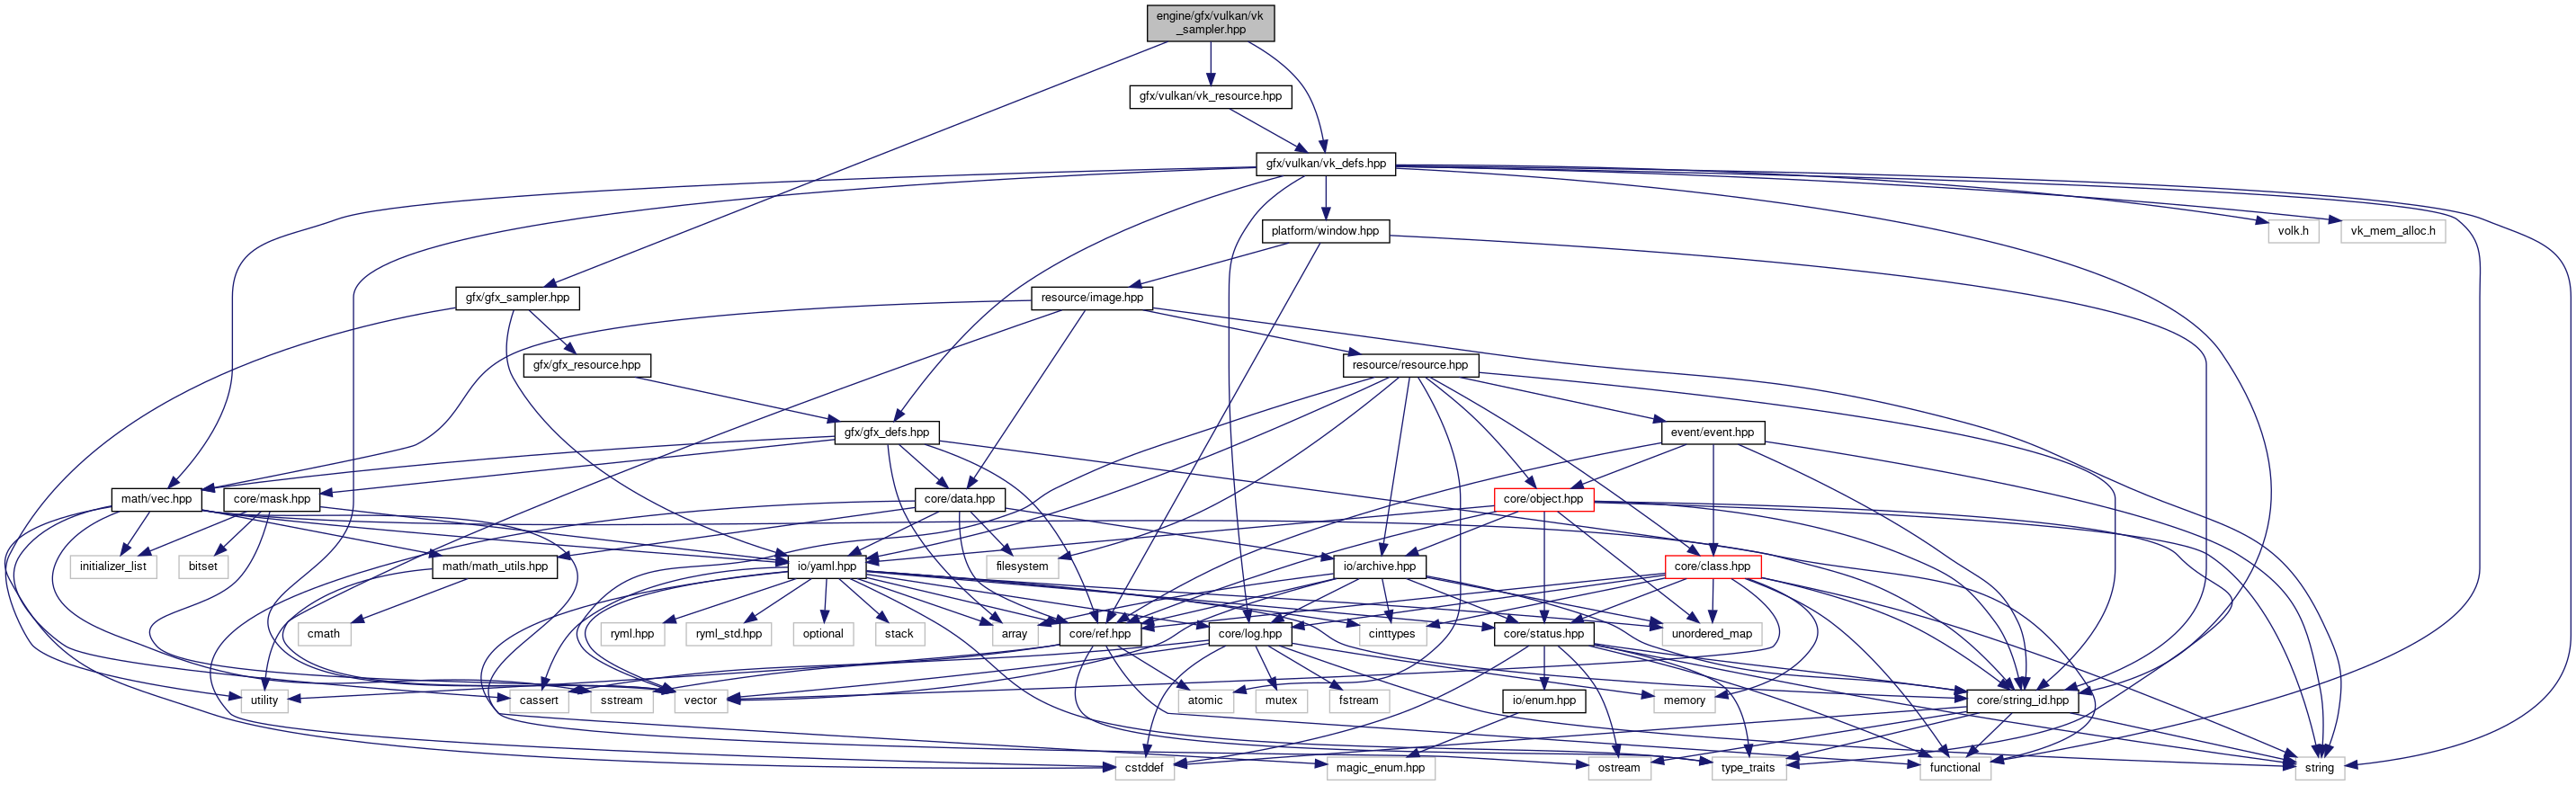 engine/gfx/vulkan/vk
_sampler.hpp
gfx/vulkan/vk_resource.hpp
gfx/vulkan/vk_defs.hpp
platform/window.hpp
volk.h
vk_mem_alloc.h
gfx/gfx_sampler.hpp
resource/image.hpp
gfx/gfx_resource.hpp
resource/resource.hpp
gfx/gfx_defs.hpp
event/event.hpp
math/vec.hpp
core/mask.hpp
core/data.hpp
core/object.hpp
initializer_list
bitset
math/math_utils.hpp
io/yaml.hpp
filesystem
io/archive.hpp
core/class.hpp
cmath
ryml.hpp
ryml_std.hpp
optional
stack
array
core/ref.hpp
core/log.hpp
cinttypes
core/status.hpp
unordered_map
utility
cassert
sstream
vector
atomic
mutex
fstream
memory
io/enum.hpp
core/string_id.hpp
cstddef
magic_enum.hpp
ostream
type_traits
functional
string